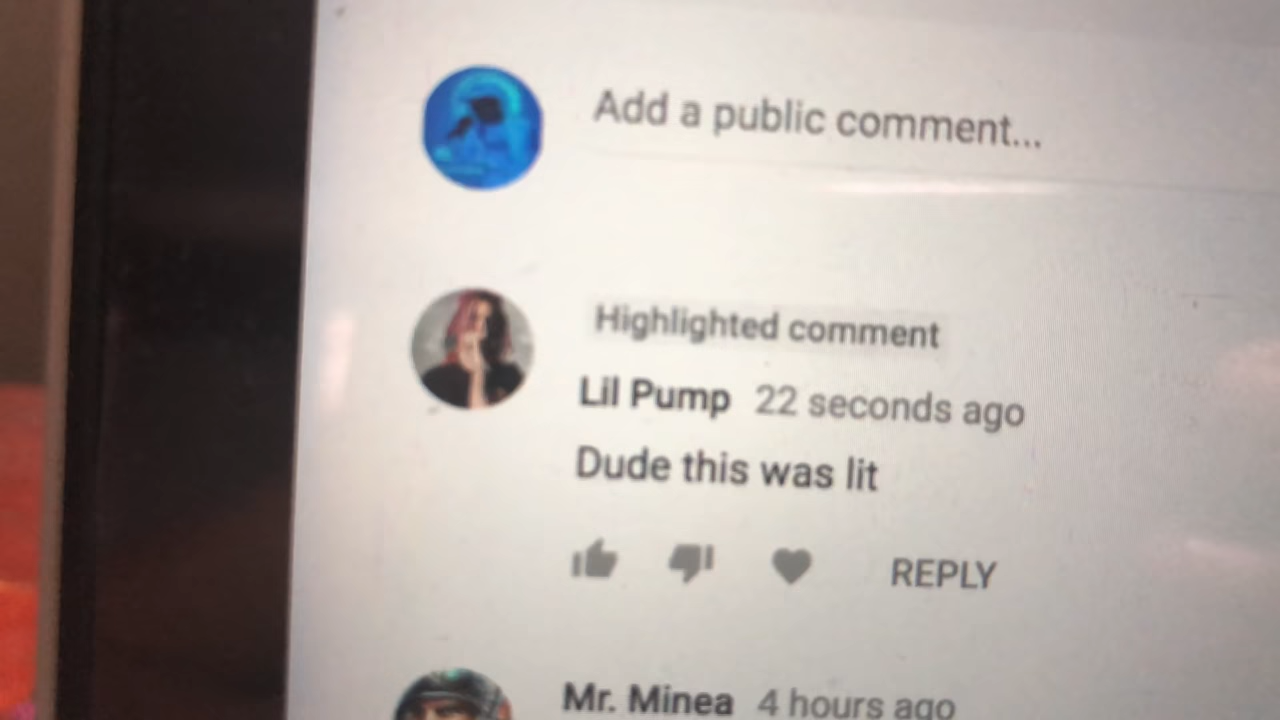 Add a public comment...
Highlighted comment
Lil Pump 22 seconds ago
Dude this was lit
REPLY
Mr. Minea 4 hours ago